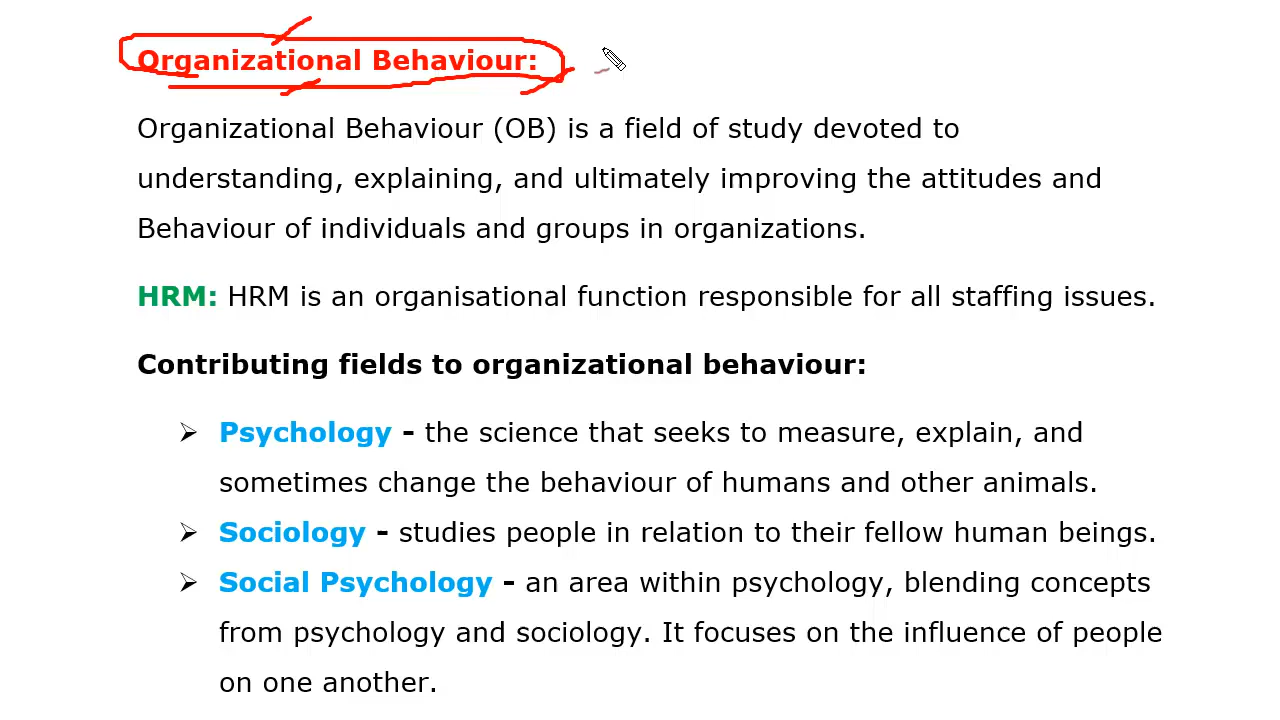 Organizational Behaviour:
Organizational Behaviour (OB) is a field of study devoted to
understanding, explaining, and ultimately improving the attitudes and
Behaviour of individuals and groups in organizations.
HRM: HRM is an organisational function responsible for all staffing issues.
Contributing fields to organizational behaviour:
➢ Psychology - the science that seeks to measure, explain, and
sometimes change the behaviour of humans and other animals.
➢ Sociology - studies people in relation to their fellow human beings.
➢ Social Psychology - an area within psychology, blending concepts
from psychology and sociology. It focuses on the influence of people
on one another.